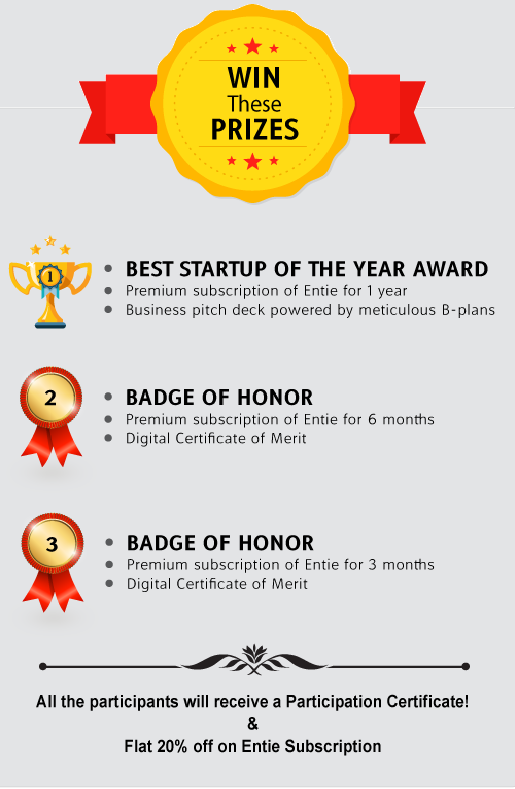 WIN
These
PRIZES
1
• BEST STARTUP OF THE YEAR AWARD
• Premium subscription of Entie for 1 year
• Business pitch deck powered by meticulous B-plans
2
• BADGE OF HONOR
• Premium subscription of Entie for 6 months
• Digital Certificate of Merit
3
• BADGE OF HONOR
• Premium subscription of Entie for 3 months
• Digital Certificate of Merit
All the participants will receive a Participation Certificate!
&
Flat 20% off on Entie Subscription